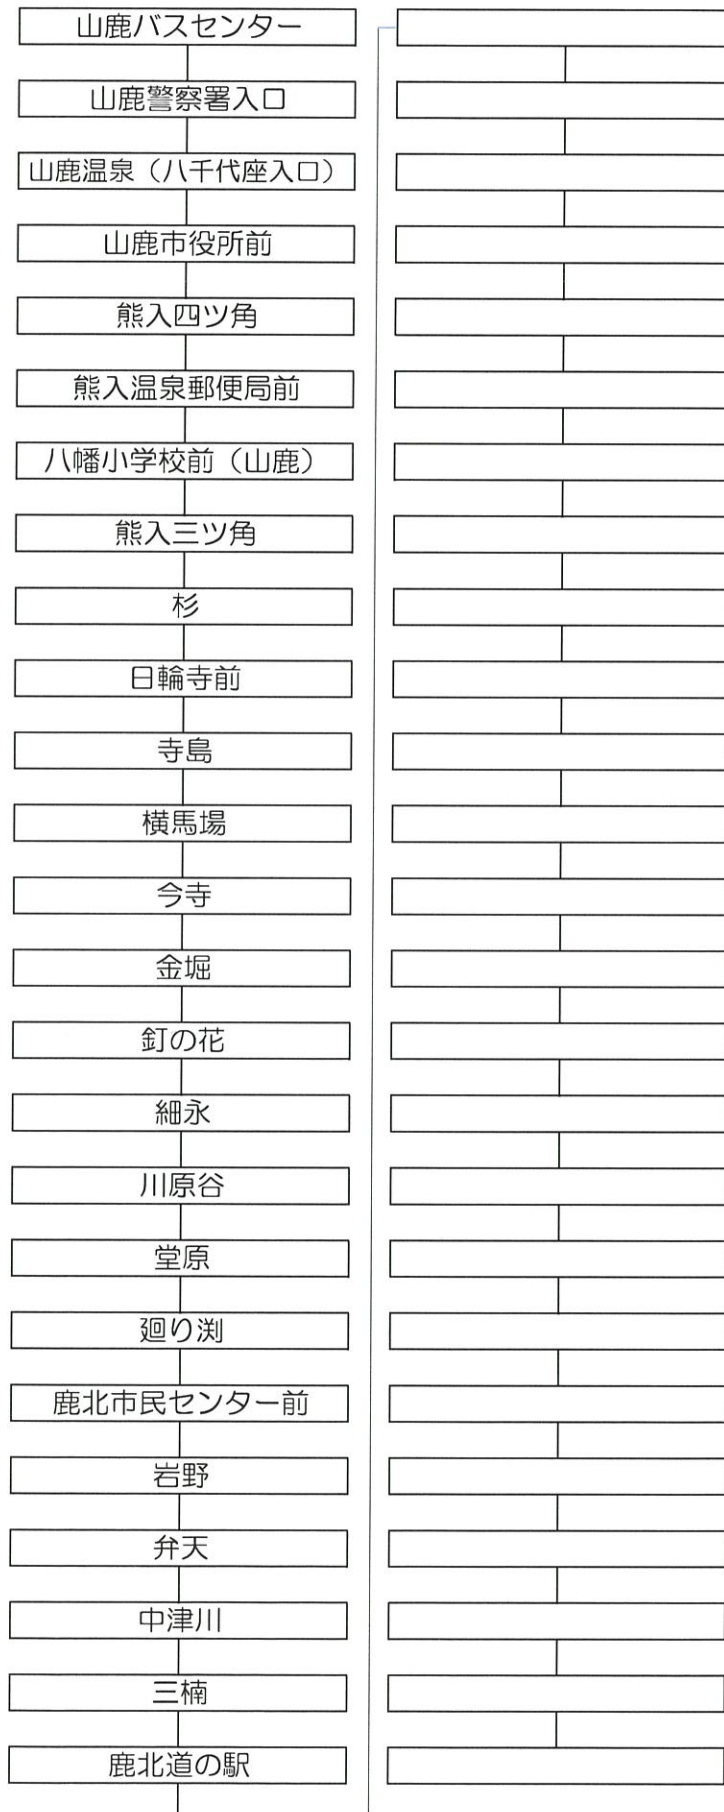 山鹿バスセンター
山鹿警察署入口
山鹿温泉（八千代座入口）
山鹿市役所前
熊入四ツ角
熊入温泉郵便局前
八幡小学校前（山鹿）
熊入三ツ角
杉
日輪寺前
寺島
横馬場
今寺
金堀
釘の花
細永
川原谷
堂原
廻り渕
鹿北市民センター前
岩野
弁天
中津川
三楠
鹿北道の駅